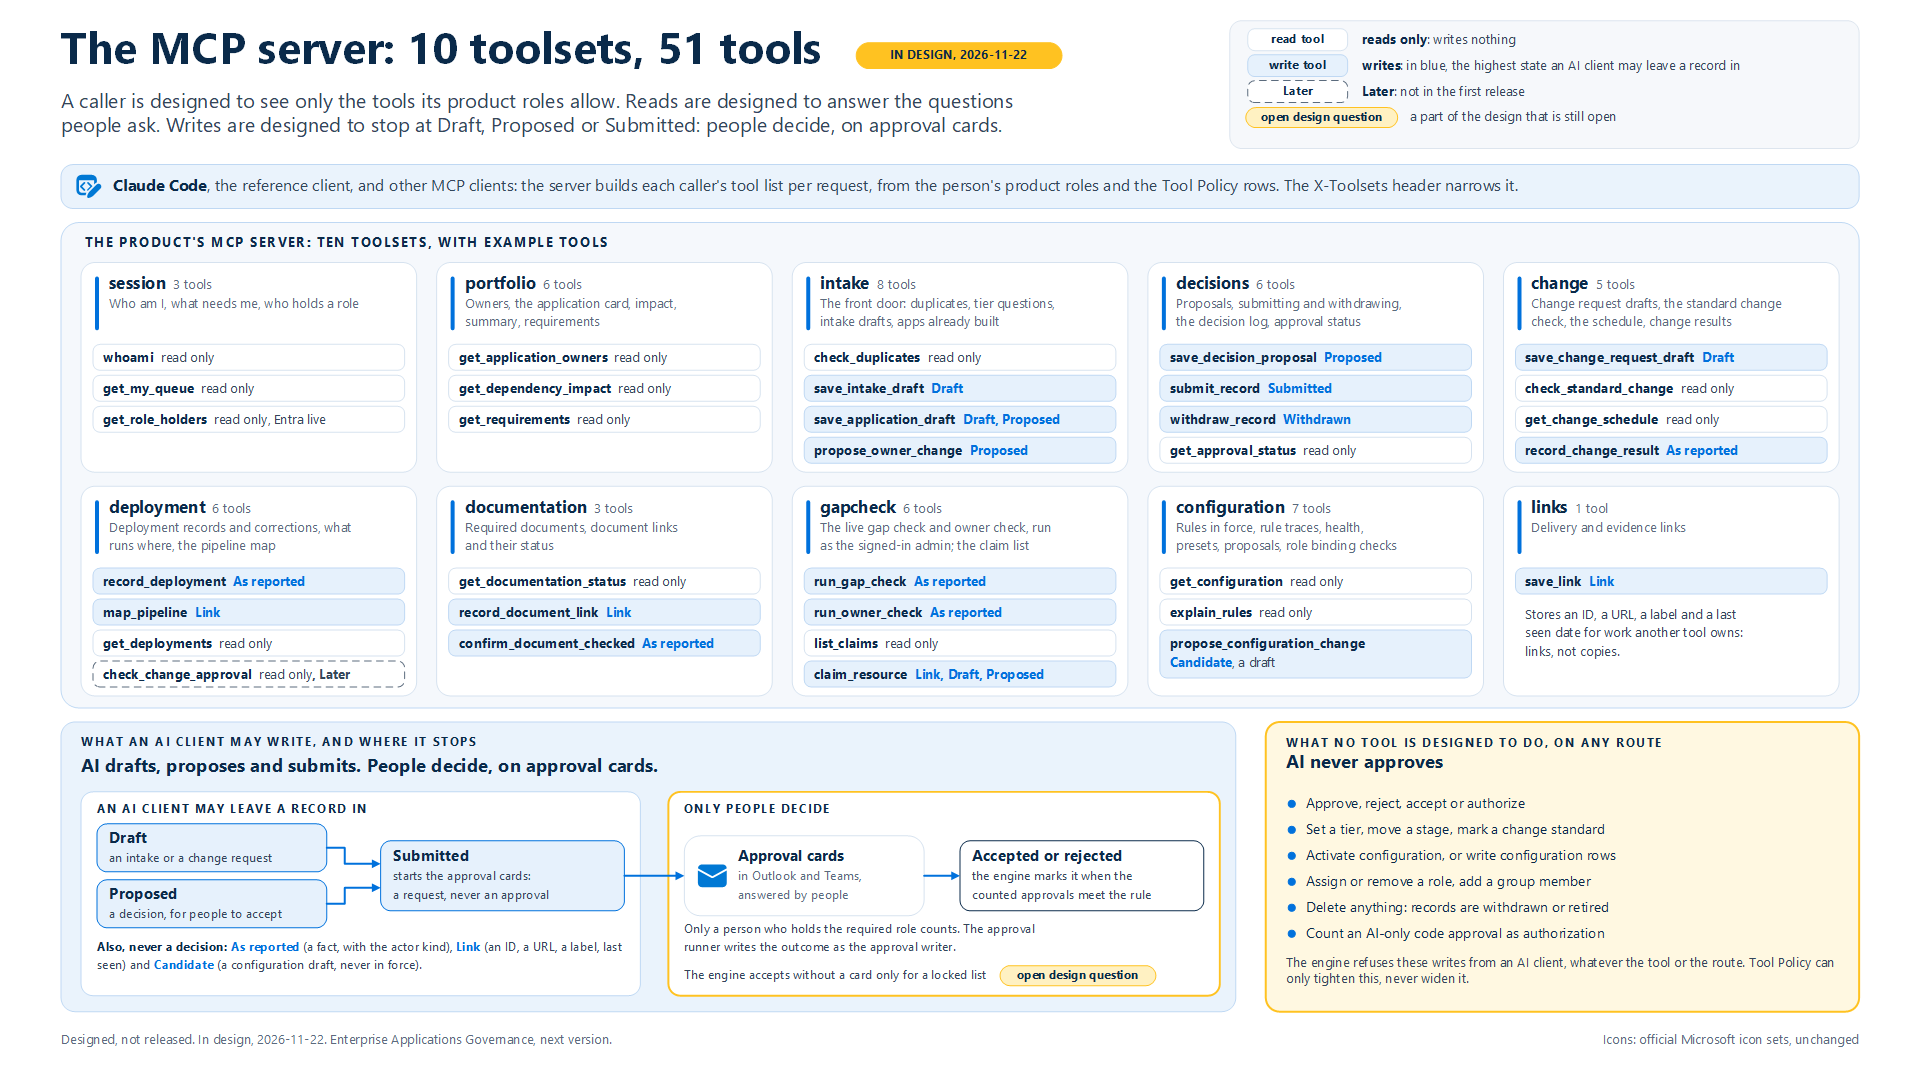 The MCP server: 10 toolsets, 51 tools
IN DESIGN, 2026-11-22
A caller is designed to see only the tools its product roles allow. Reads are designed to answer the questions
people ask. Writes are designed to stop at Draft, Proposed or Submitted: people decide, on approval cards.
read tool
reads only: writes nothing
write tool
writes: in blue, the highest state an AI client may leave a record in
Later
Later: not in the first release
open design question
a part of the design that is still open
Claude Code, the reference client, and other MCP clients: the server builds each caller's tool list per request, from the person's product roles and the Tool Policy rows. The X-Toolsets header narrows it.
THE PRODUCT'S MCP SERVER: TEN TOOLSETS, WITH EXAMPLE TOOLS
session 3 tools
Who am I, what needs me, who holds a role
whoami read only
get_my_queue read only
get_role_holders read only, Entra live
portfolio 6 tools
Owners, the application card, impact,
summary, requirements
get_application_owners read only
get_dependency_impact read only
get_requirements read only
intake 8 tools
The front door: duplicates, tier questions,
intake drafts, apps already built
check_duplicates read only
save_intake_draft Draft
save_application_draft Draft, Proposed
propose_owner_change Proposed
decisions 6 tools
Proposals, submitting and withdrawing,
the decision log, approval status
save_decision_proposal Proposed
submit_record Submitted
withdraw_record Withdrawn
get_approval_status read only
change 5 tools
Change request drafts, the standard change
check, the schedule, change results
save_change_request_draft Draft
check_standard_change read only
get_change_schedule read only
record_change_result As reported
deployment 6 tools
Deployment records and corrections, what
runs where, the pipeline map
record_deployment As reported
map_pipeline Link
get_deployments read only
check_change_approval read only, Later
documentation 3 tools
Required documents, document links
and their status
get_documentation_status read only
record_document_link Link
confirm_document_checked As reported
gapcheck 6 tools
The live gap check and owner check, run
as the signed-in admin; the claim list
run_gap_check As reported
run_owner_check As reported
list_claims read only
claim_resource Link, Draft, Proposed
configuration 7 tools
Rules in force, rule traces, health,
presets, proposals, role binding checks
get_configuration read only
explain_rules read only
propose_configuration_change
Candidate, a draft
links 1 tool
Delivery and evidence links
save_link Link
Stores an ID, a URL, a label and a last
seen date for work another tool owns:
links, not copies.
WHAT AN AI CLIENT MAY WRITE, AND WHERE IT STOPS
AI drafts, proposes and submits. People decide, on approval cards.
AN AI CLIENT MAY LEAVE A RECORD IN
Draft
an intake or a change request
Proposed
a decision, for people to accept
Submitted
starts the approval cards:
a request, never an approval
Also, never a decision: As reported (a fact, with the actor kind), Link (an ID, a URL, a label, last
seen) and Candidate (a configuration draft, never in force).
ONLY PEOPLE DECIDE
Approval cards
in Outlook and Teams,
answered by people
Accepted or rejected
the engine marks it when the
counted approvals meet the rule
Only a person who holds the required role counts. The approval
runner writes the outcome as the approval writer.
The engine accepts without a card only for a locked list
open design question
WHAT NO TOOL IS DESIGNED TO DO, ON ANY ROUTE
AI never approves
Approve, reject, accept or authorize
Set a tier, move a stage, mark a change standard
Activate configuration, or write configuration rows
Assign or remove a role, add a group member
Delete anything: records are withdrawn or retired
Count an AI-only code approval as authorization
The engine refuses these writes from an AI client, whatever the tool or the route. Tool Policy can
only tighten this, never widen it.
Designed, not released. In design, 2026-11-22. Enterprise Applications Governance, next version.
Icons: official Microsoft icon sets, unchanged